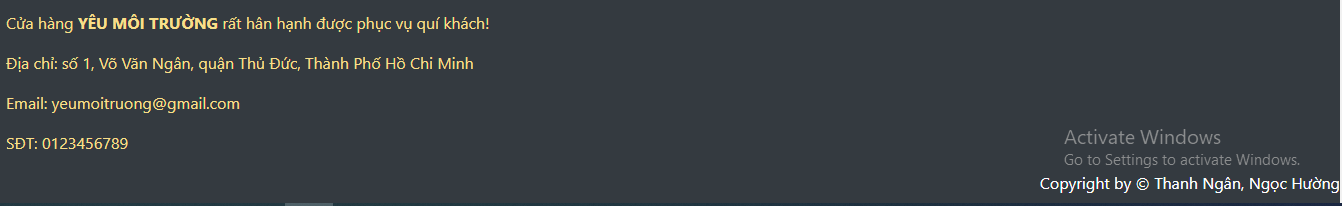 Cửa hàng YÊU MÔI TRƯỜNG rất hân hạnh được phục vụ quí khách!
Địa chỉ: số 1, Võ Văn Ngân, quận Thủ Đức, Thành Phố Hồ Chi Minh
Email: yeumoitruong@gmail.com
SĐT: 0123456789
Activate Windows
Go to Settings to activate Windows.
Copyright by © Thanh Ngân, Ngọc Hường